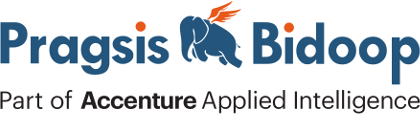 Pragsis Bidoop
Part of Accenture Applied Intelligence